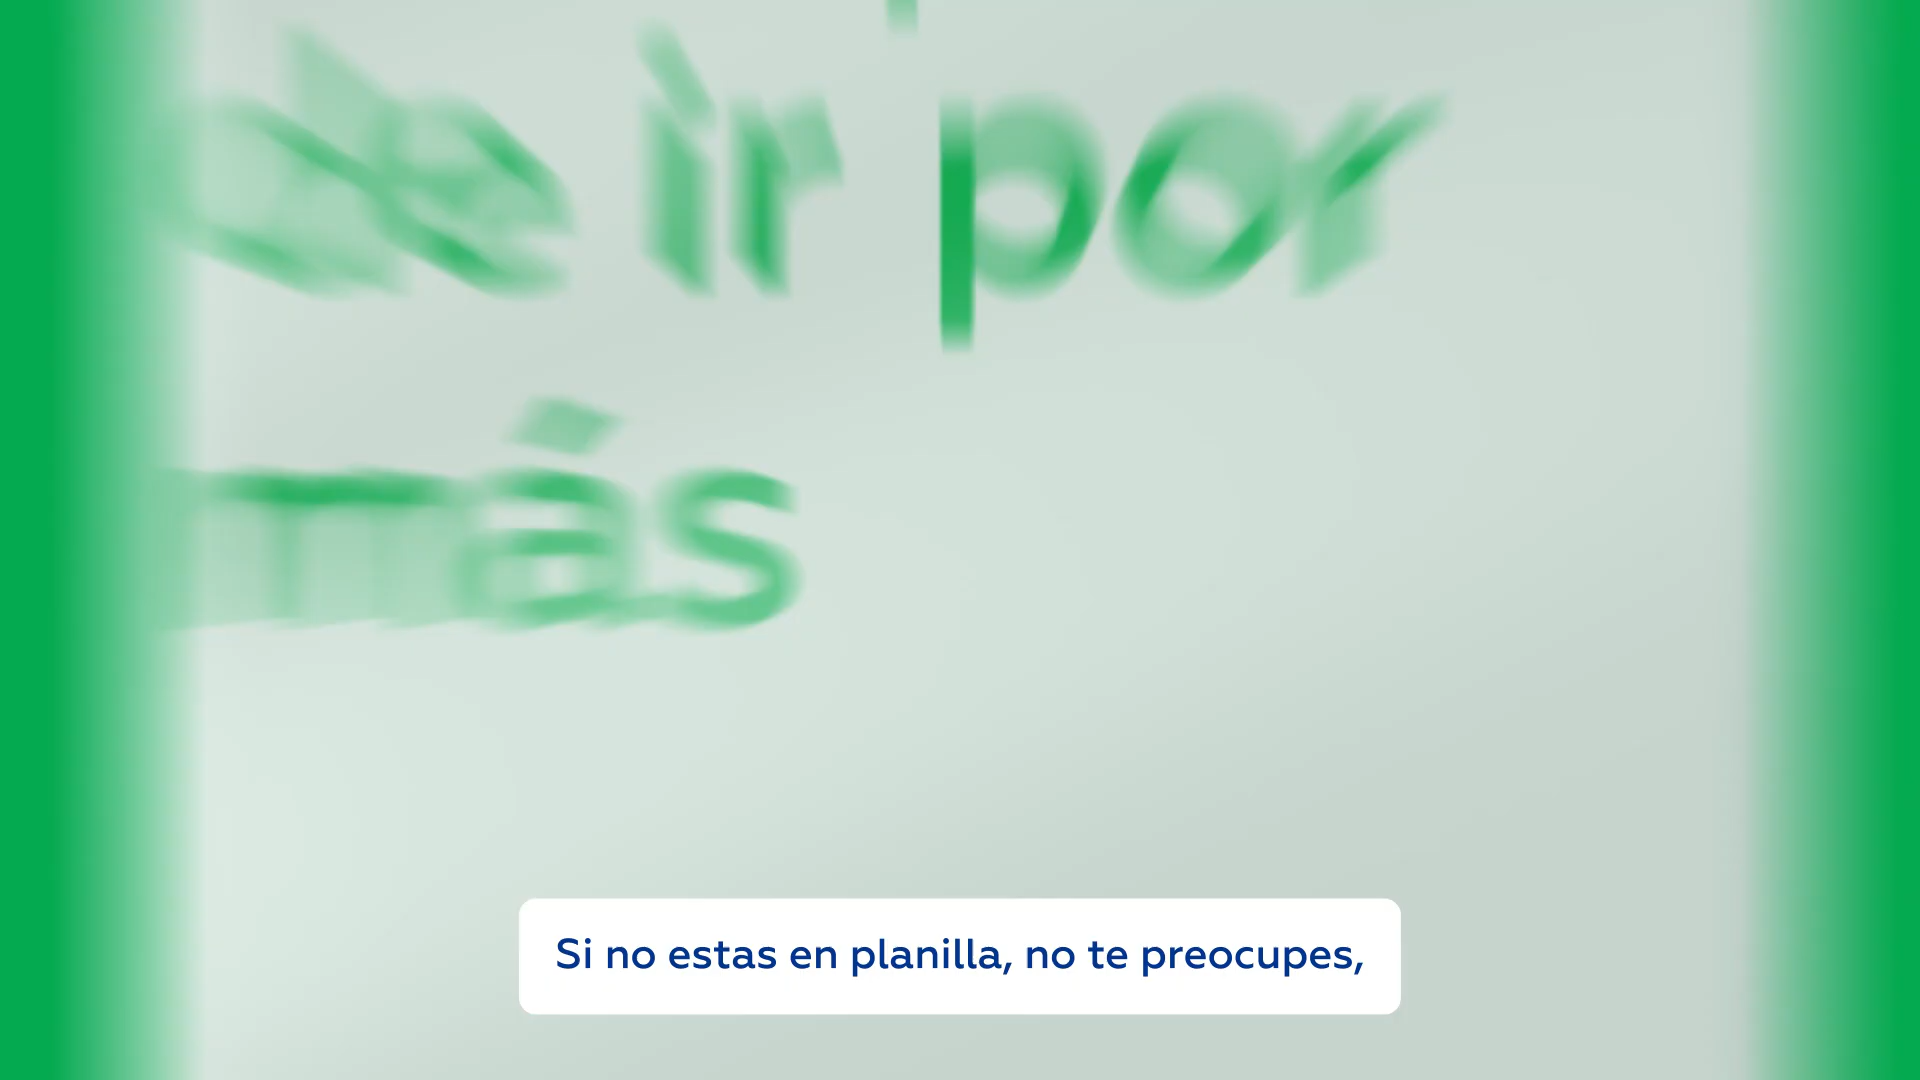 ir por
más
Si no estas en planilla, no te preocupes,